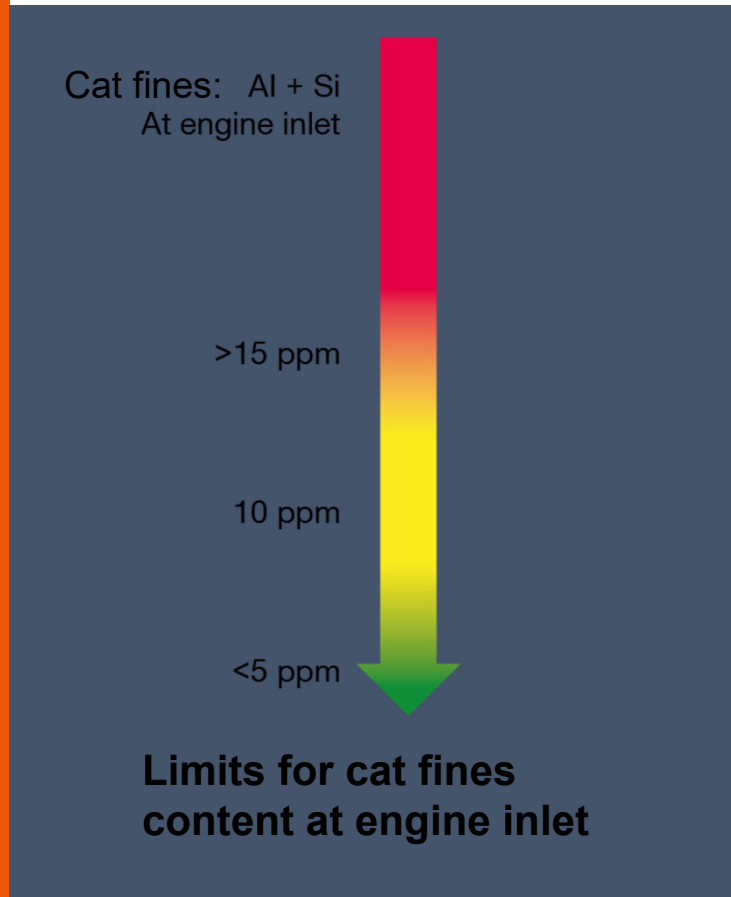 Cat fines: Al + Si
At engine inlet
>15 ppm
10 ppm
<5 ppm
Limits for cat fines
content at engine inlet